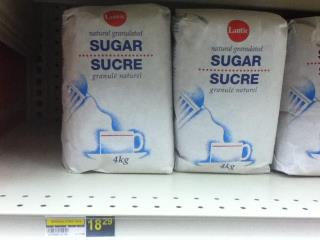 Lantic
natural granulated
SUGAR
SUCRE
granulé naturel
4kg
Lantic
natural granulated
SUGAR
SUCRE
granulé naturel
4kg
18 29